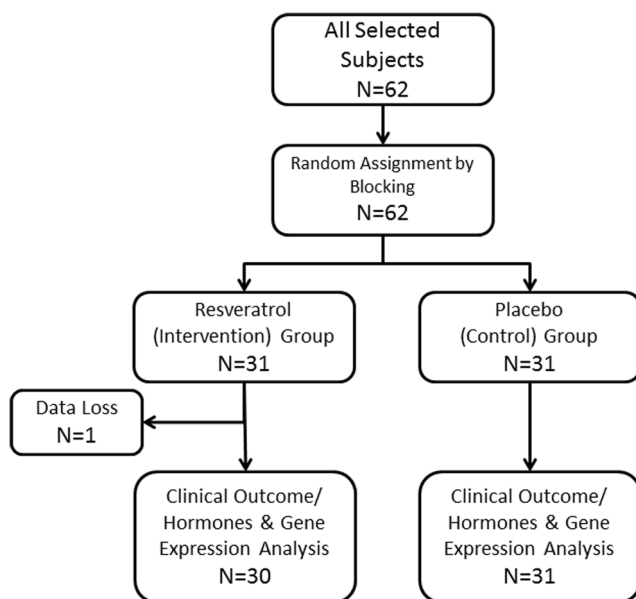 All Selected
Subjects
N=62
Random Assignment by
Blocking
N=62
Resveratrol
(Intervention) Group
N=31
Placebo
(Control) Group
N=31
Data Loss
N=1
Clinical Outcome/
Hormones & Gene
Expression Analysis
N=30
Clinical Outcome/
Hormones & Gene
Expression Analysis
N=31